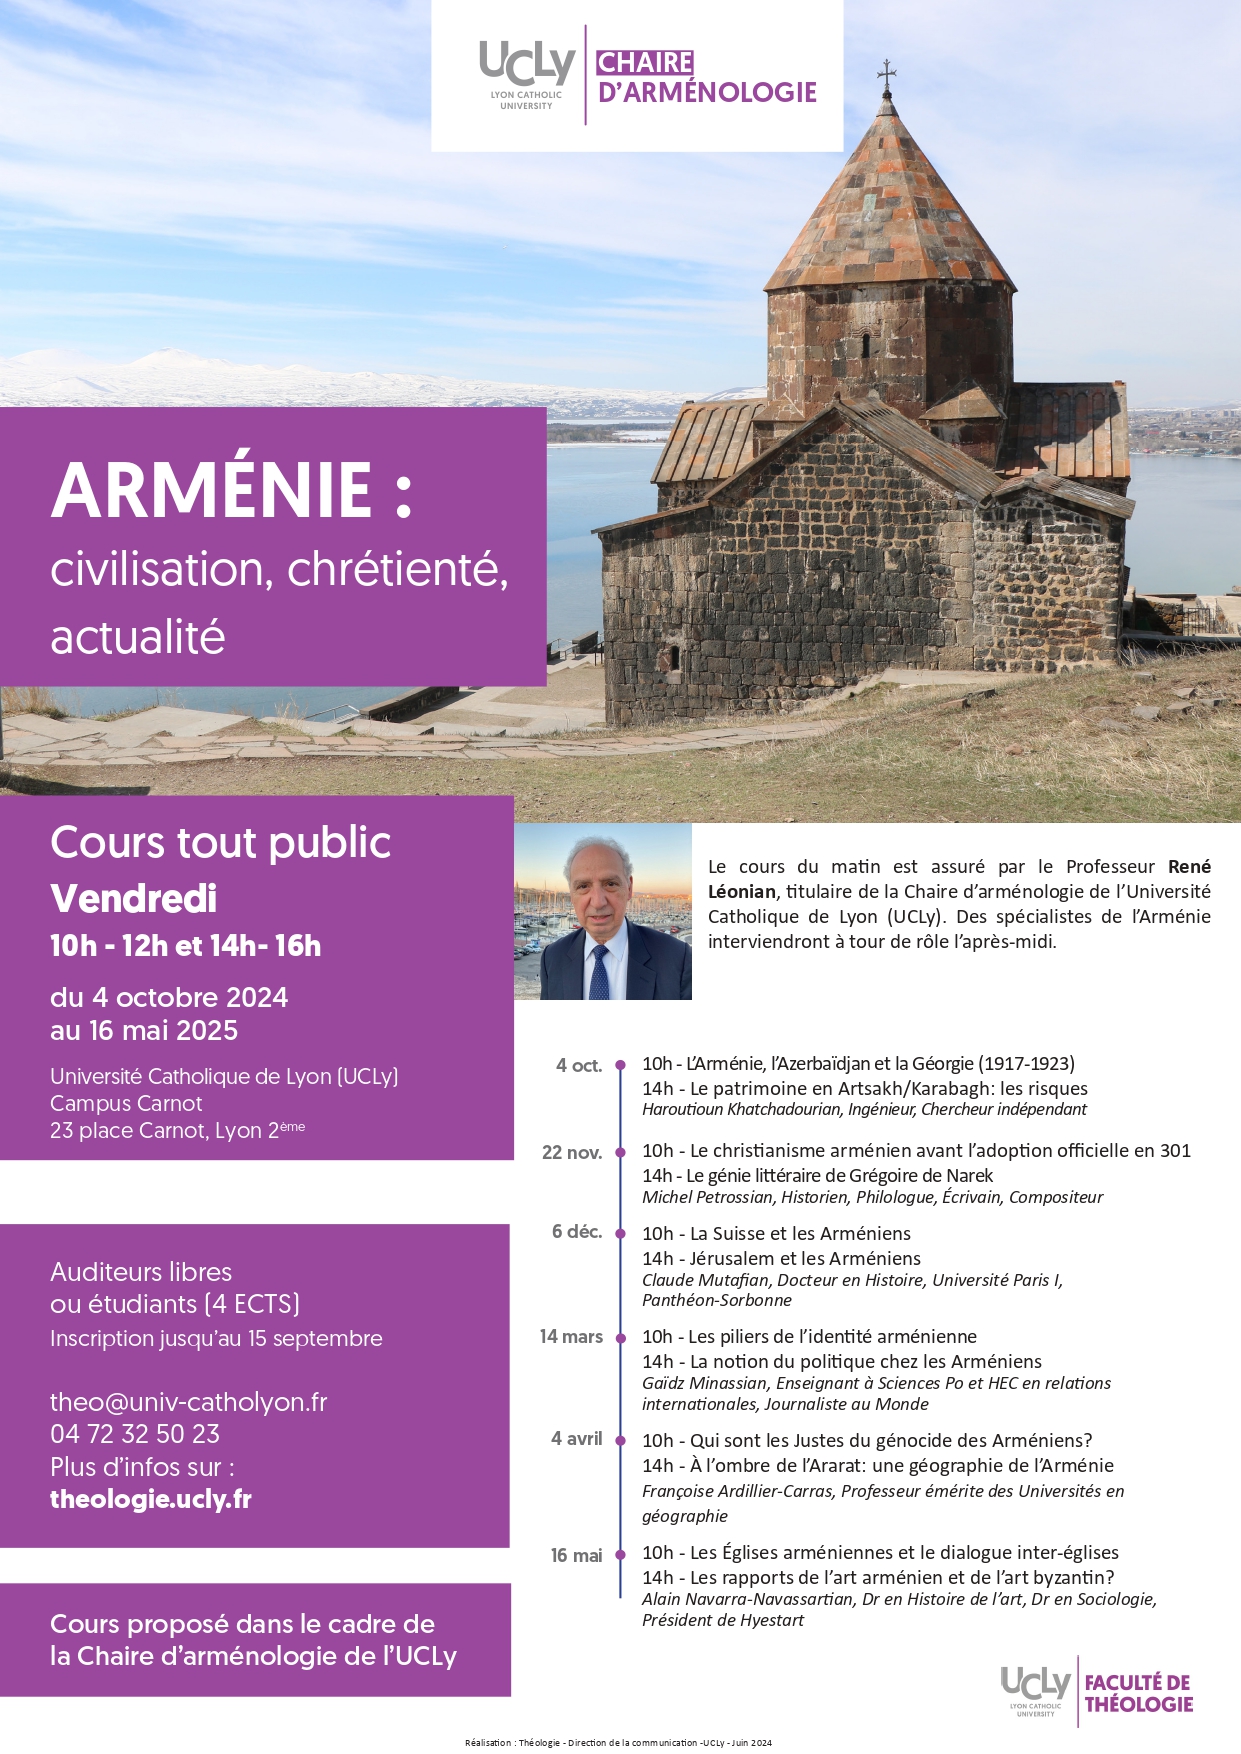 UCLy
LYON CATHOLIC
UNIVERSITY
CHAIRE
D'ARMÉNOLOGIE
ARMÉNIE :
civilisation, chrétienté,
actualité
Cours tout public
Vendredi
10h - 12h et 14h- 16h
du 4 octobre 2024
au 16 mai 2025
Université Catholique de Lyon (UCLy)
Campus Carnot
23 place Carnot, Lyon 2ème
Le cours du matin est assuré par le Professeur René
Léonian, titulaire de la Chaire d'arménologie de l'Université
Catholique de Lyon (UCLy). Des spécialistes de l'Arménie
interviendront à tour de rôle l'après-midi.
4 oct.
10h - L'Arménie, l'Azerbaïdjan et la Géorgie (1917-1923)
14h - Le patrimoine en Artsakh/Karabagh: les risques
Haroutioun Khatchadourian, Ingénieur, Chercheur indépendant
22 nov.
10h - Le christianisme arménien avant l'adoption officielle en 301
14h - Le génie littéraire de Grégoire de Narek
Michel Petrossian, Historien, Philologue, Écrivain, Compositeur
6 déc.
10h - La Suisse et les Arméniens
14h - Jérusalem et les Arméniens
Claude Mutafian, Docteur en Histoire, Université Paris I,
Panthéon-Sorbonne
14 mars
10h - Les piliers de l'identité arménienne
14h - La notion du politique chez les Arméniens
Gaïdz Minassian, Enseignant à Sciences Po et HEC en relations
internationales, Journaliste au Monde
4 avril
10h - Qui sont les Justes du génocide des Arméniens?
14h - À l'ombre de l'Ararat: une géographie de l'Arménie
Françoise Ardillier-Carras, Professeur émérite des Universités en
géographie
16 mai
10h - Les Églises arméniennes et le dialogue inter-églises
14h - Les rapports de l'art arménien et de l'art byzantin?
Alain Navarra-Navassartian, Dr en Histoire de l'art, Dr en Sociologie,
Président de Hyestart
Auditeurs libres
ou étudiants (4 ECTS)
Inscription jusqu'au 15 septembre
theo@univ-catholyon.fr
04 72 32 50 23
Plus d'infos sur :
theologie.ucly.fr
Cours proposé dans le cadre de
la Chaire d'arménologie de l'UCLy
UCLy
LYON CATHOLIC
UNIVERSITY
FACULTÉ DE
THÉOLOGIE
Réalisation : Théologie - Direction de la communication -UCLy - Juin 2024